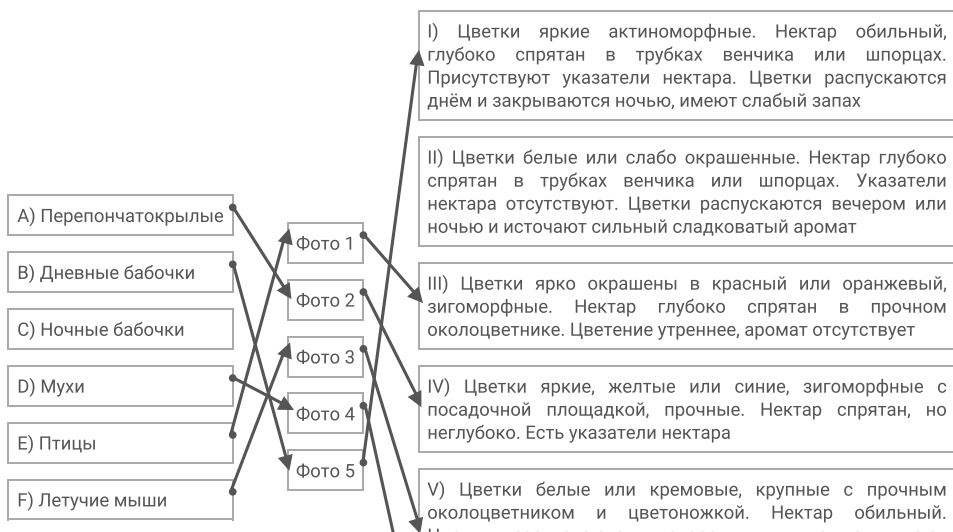 A) Перепончатокрылые
B) Дневные бабочки
C) Ночные бабочки
D) Мухи
E) Птицы
F) Летучие мыши
Фото 1
Фото 2
Фото 3
Фото 4
Фото 5
I) Цветки яркие актиноморфные. Нектар обильный,
глубоко спрятан в трубках венчика или шпорцах.
Присутствуют указатели нектара. Цветки распускаются
днём и закрываются ночью, имеют слабый запах
II) Цветки белые или слабо окрашенные. Нектар глубоко
спрятан в трубках венчика или шпорцах. Указатели
нектара отсутствуют. Цветки распускаются вечером или
ночью и источают сильный сладковатый аромат
III) Цветки ярко окрашены в красный или оранжевый,
зигоморфные. Нектар глубоко спрятан в прочном
околоцветнике. Цветение утреннее, аромат отсутствует
IV) Цветки яркие, желтые или синие, зигоморфные с
посадочной площадкой, прочные. Нектар спрятан, но
неглубоко. Есть указатели нектара
V) Цветки белые или кремовые, крупные с прочным
околоцветником и цветоножкой. Нектар обильный.